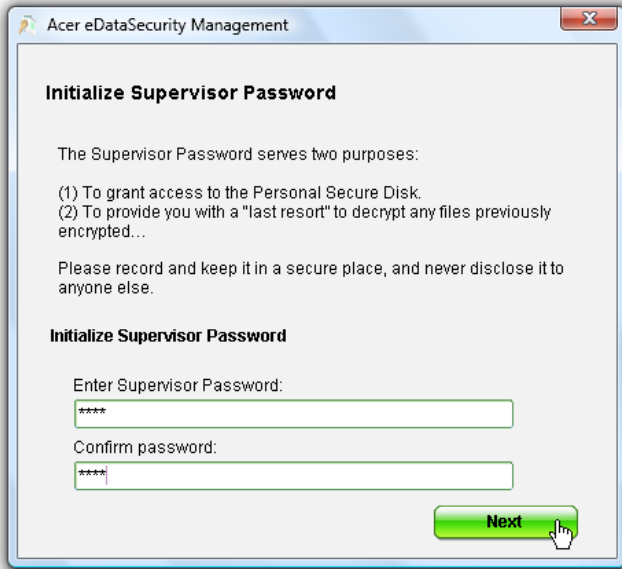 Acer eDataSecurity Management
Initialize Supervisor Password
The Supervisor Password serves two purposes:
(1) To grant access to the Personal Secure Disk.
(2) To provide you with a "last resort" to decrypt any files previously
encrypted...
Please record and keep it in a secure place, and never disclose it to
anyone else.
Initialize Supervisor Password
Enter Supervisor Password:
****
Confirm password:
****
Next